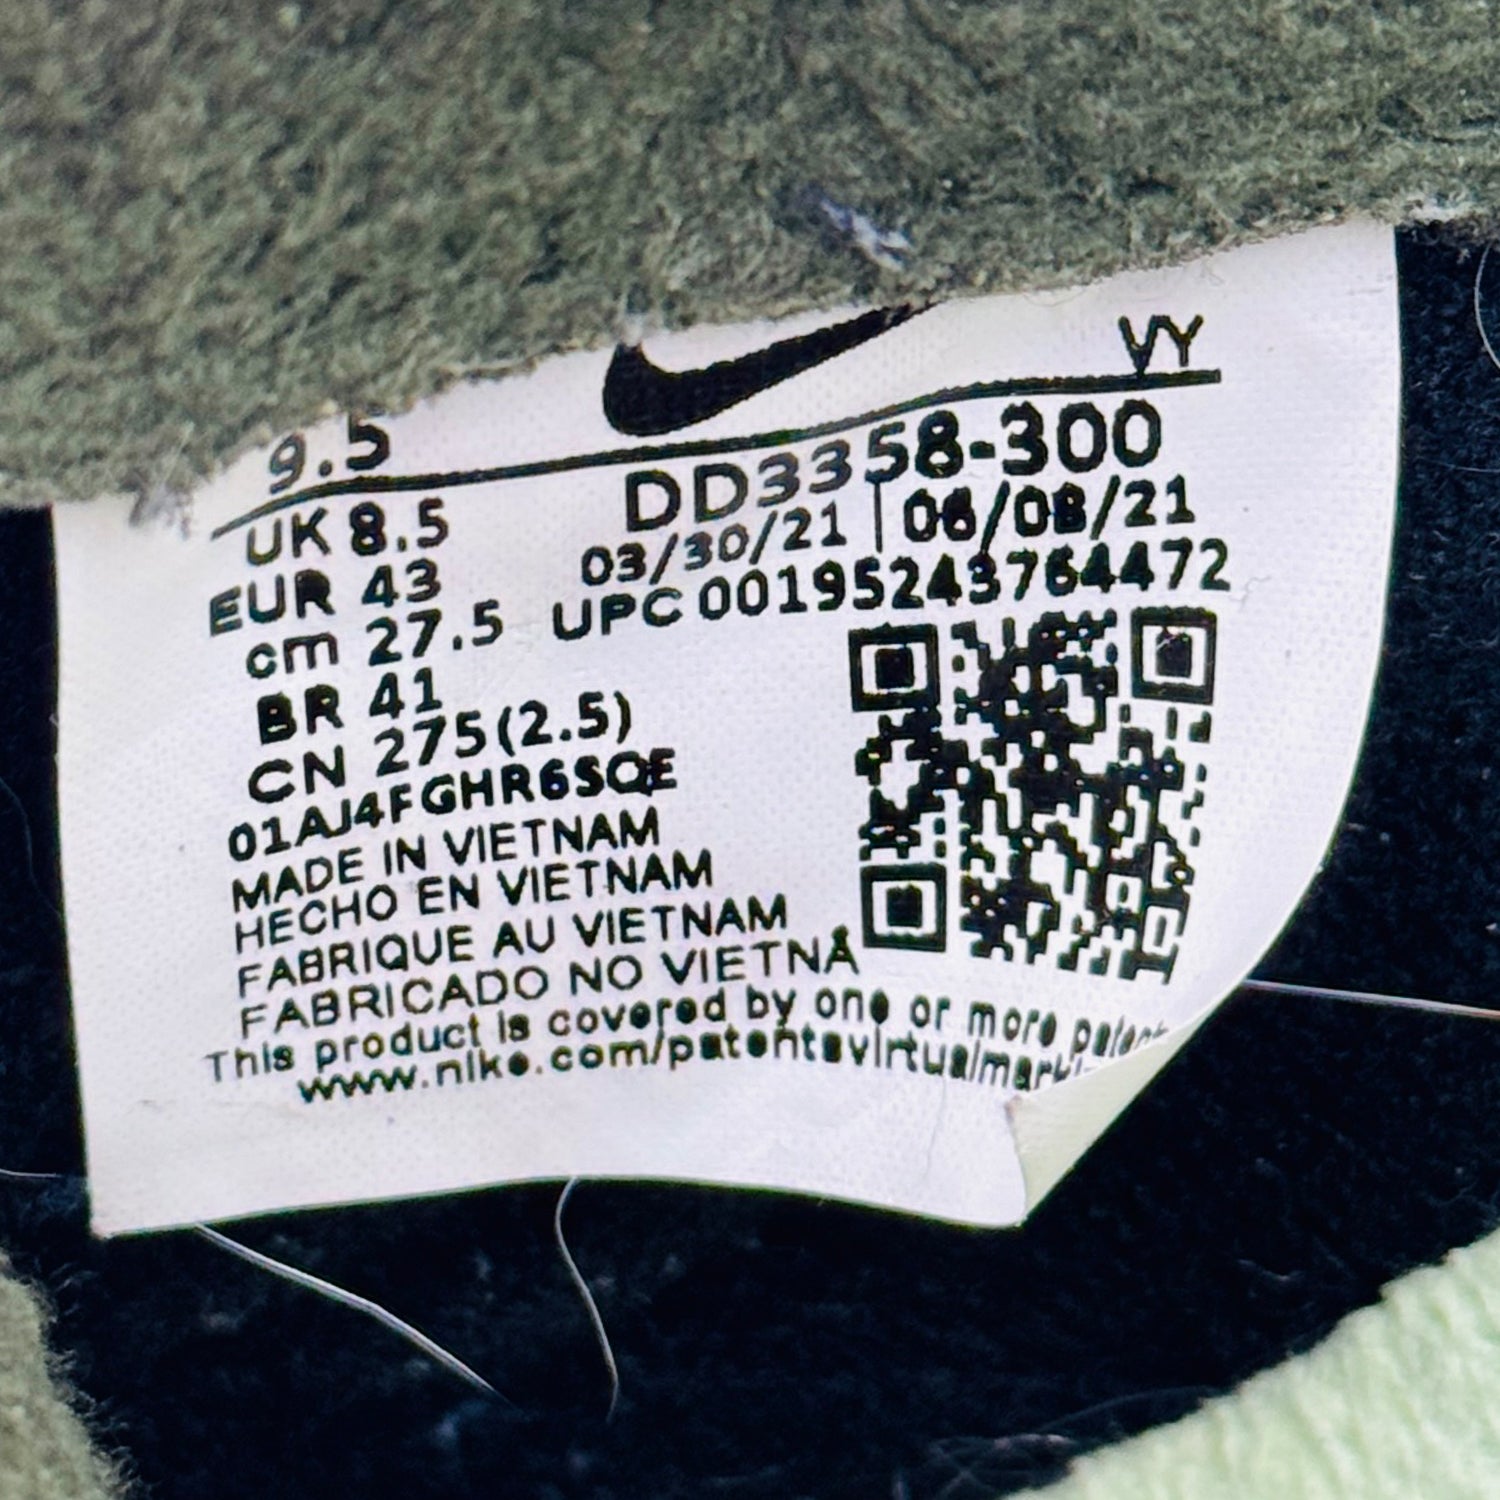 VY
9.5
DD3358-300
UK 8.5
03/30/21 | 06/08/21
EUR 43
UPC 00195243764472
cm 27.5
BR 41
CN 275(2.5)
01AJ4FGHR6SQE
MADE IN VIETNAM
HECHO EN VIETNAM
FABRIQUE AU VIETNAM
FABRICADO NO VIETNÃ
This product is covered by one or more